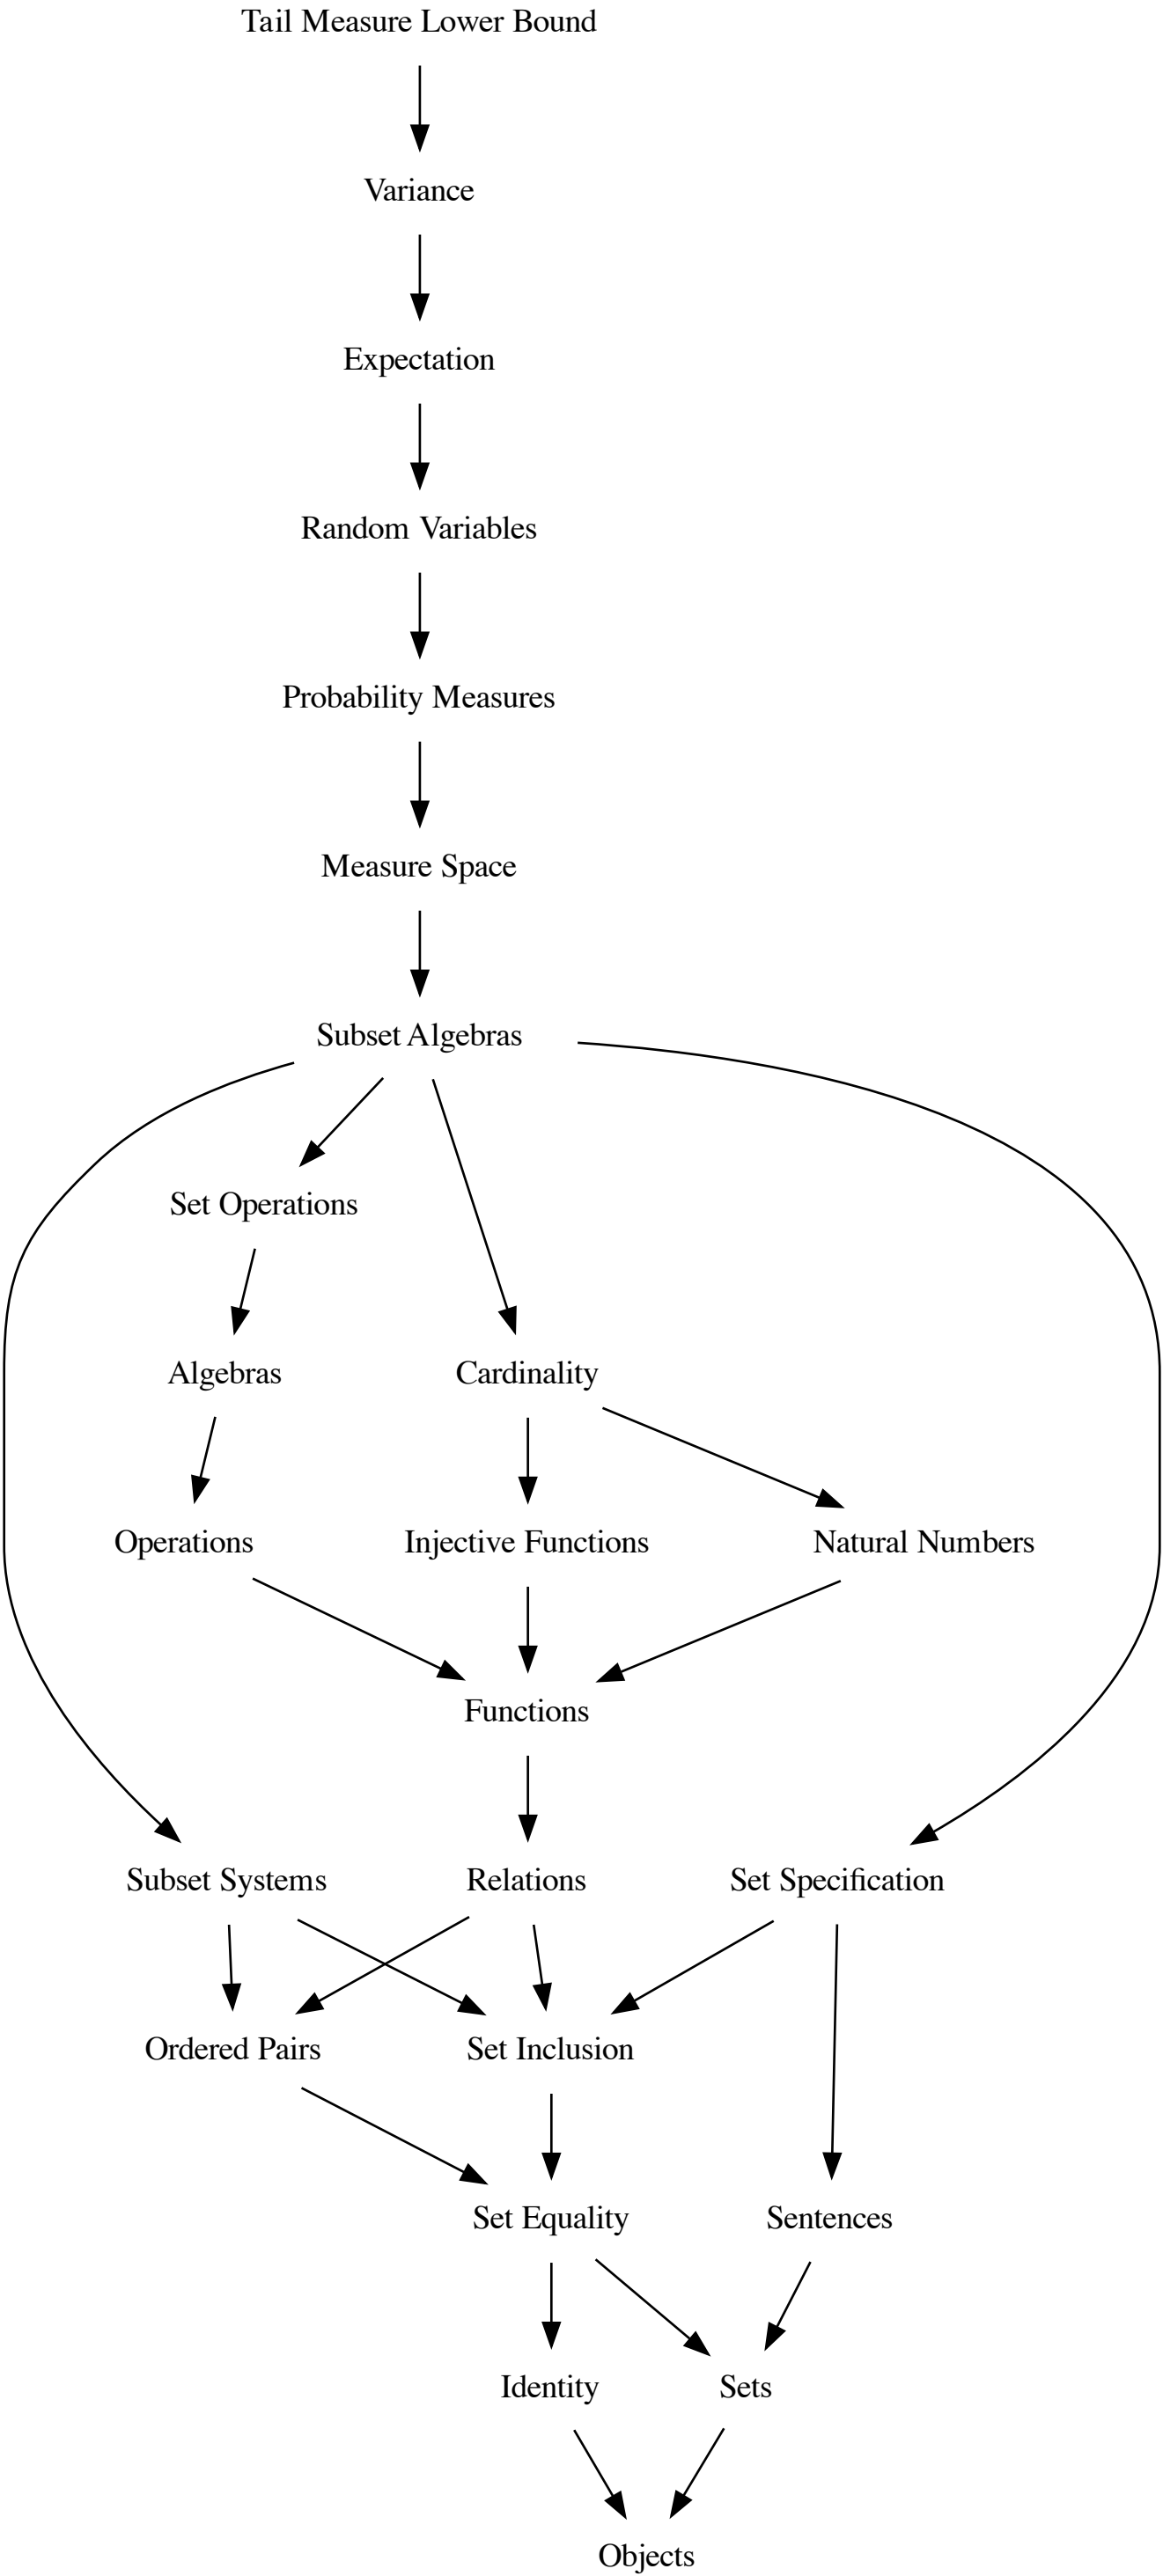 Tail Measure Lower Bound
Variance
Expectation
Random Variables
Probability Measures
Measure Space
Subset Algebras
Set Operations
Algebras
Cardinality
Operations
Injective Functions
Natural Numbers
Functions
Subset Systems
Relations
Set Specification
Ordered Pairs
Set Inclusion
Set Equality
Sentences
Identity
Sets
Objects